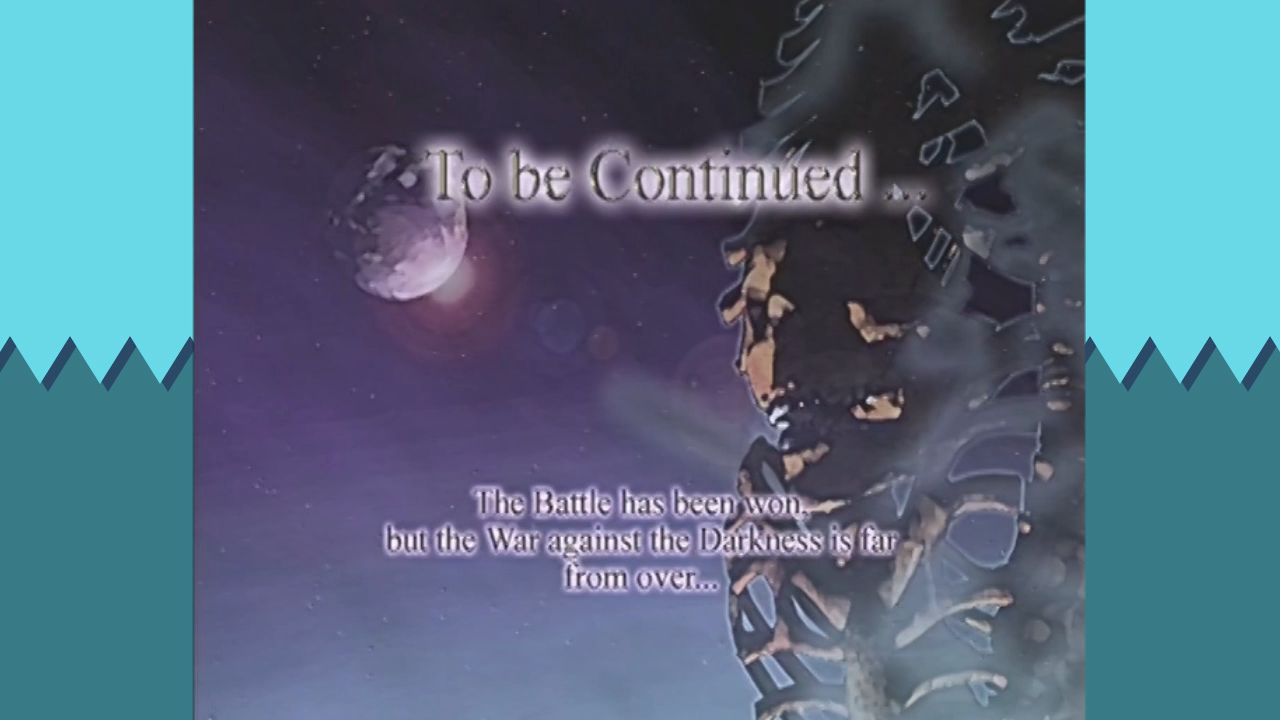 To be Continued ...
The Battle has been won,
but the War against the Darkness is far
from over...